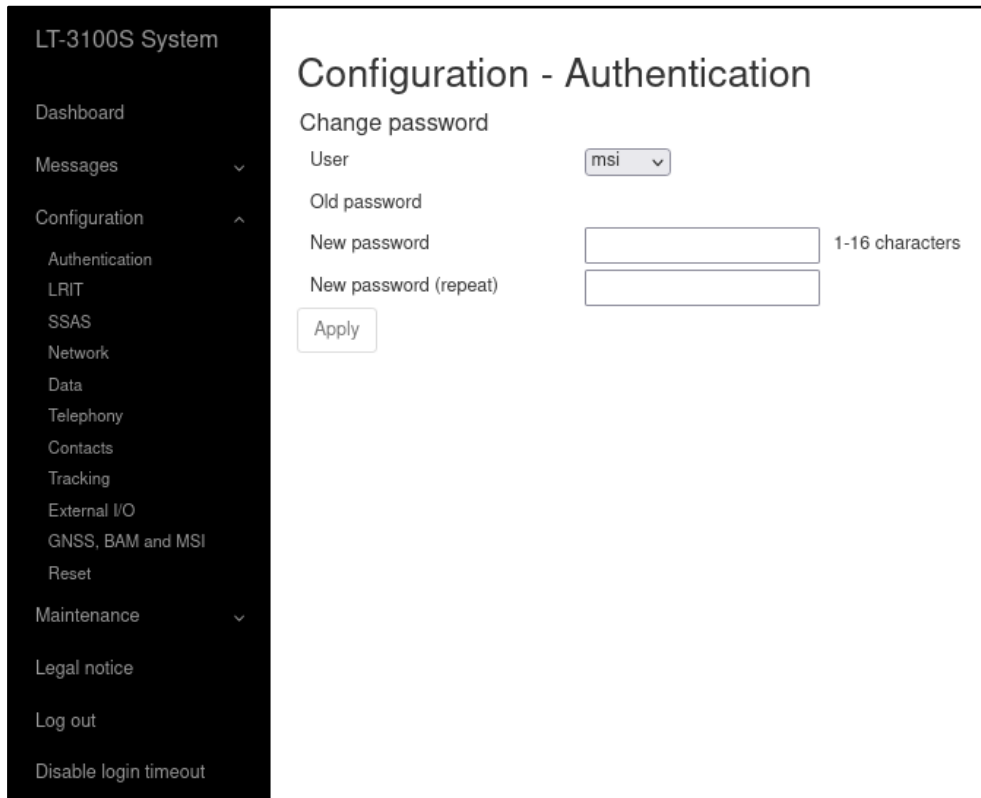 LT-3100S System
Dashboard
Messages
Configuration
Authentication
LRIT
SSAS
Network
Data
Telephony
Contacts
Tracking
External I/O
GNSS, BAM and MSI
Reset
Maintenance
Legal notice
Log out
Disable login timeout
Configuration - Authentication
Change password
User msi
Old password
New password 1-16 characters
New password (repeat)
Apply